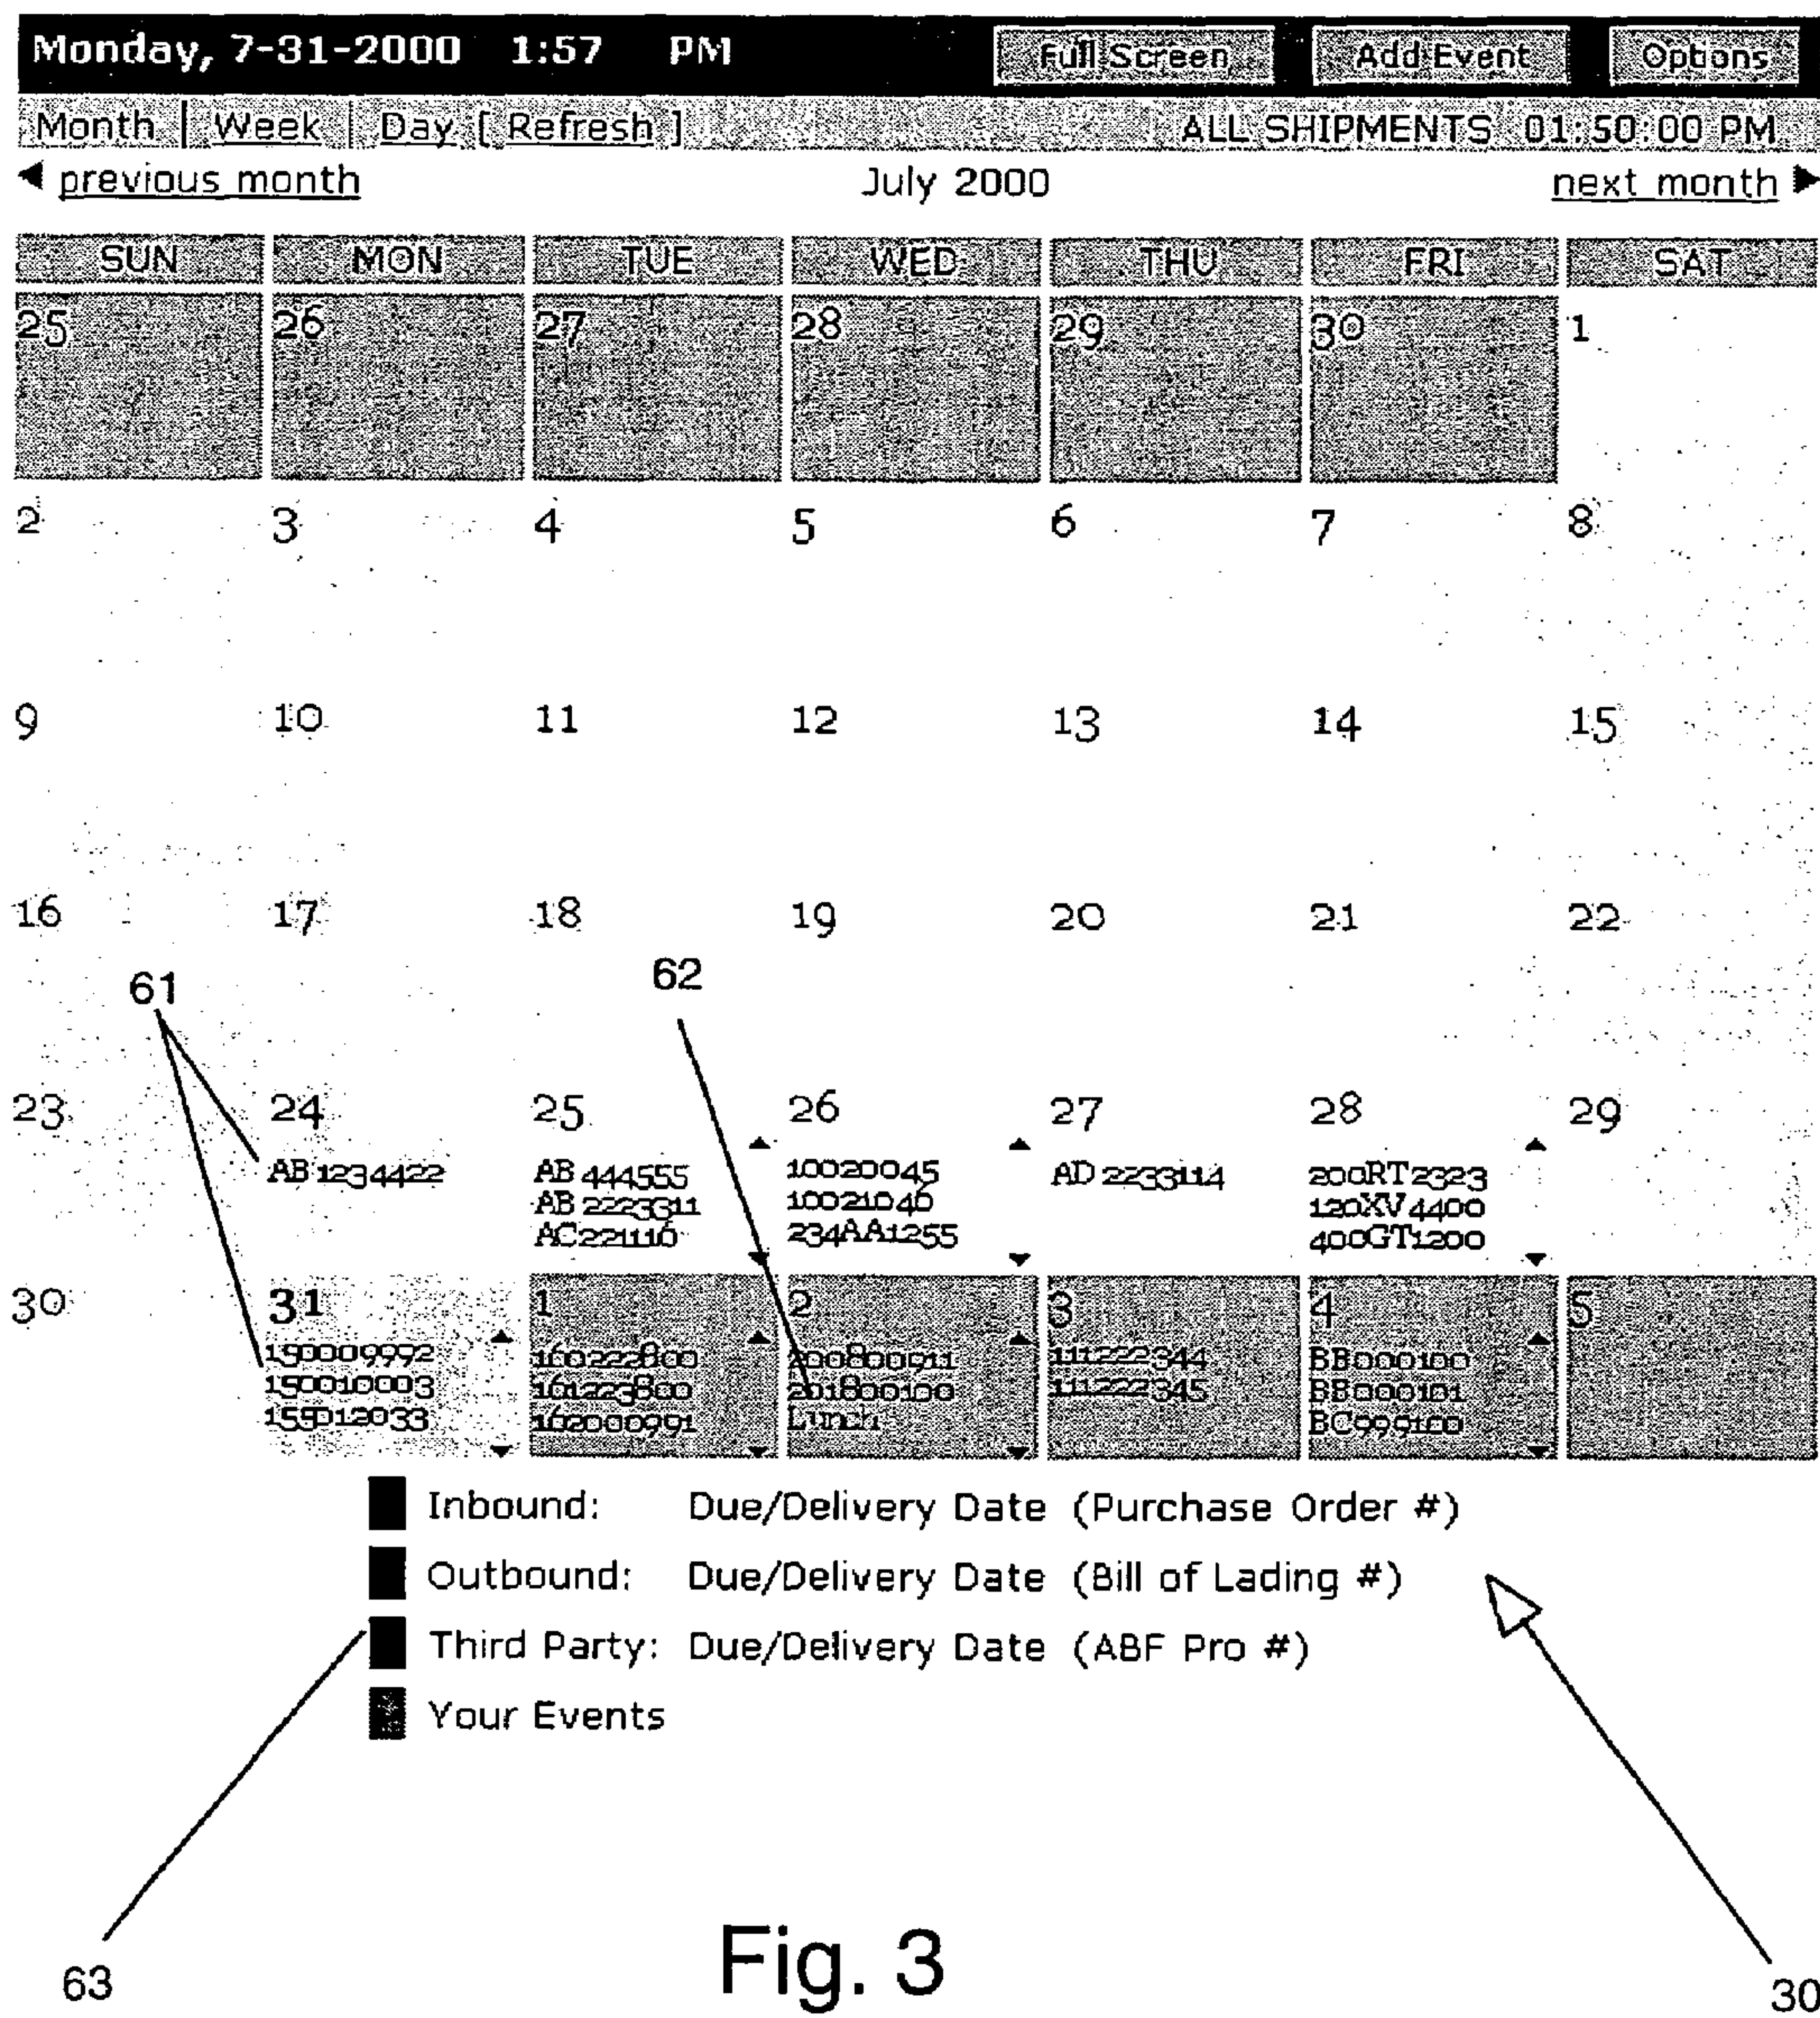 Monday, 7-31-2000 1:57 PM Full Screen Add Event Options
Month | Week | Day [ Refresh ] ALL SHIPMENTS 01:50:00 PM
previous month July 2000 next month
SUN MON TUE WED THU FRI SAT
25 26 27 28 29 30 1
2 3 4 5 6 7 8
9 10 11 12 13 14 15
16 17 18 19 20 21 22
61 62
23 24 25 26 27 28 29
AB 1234422 AB 444555 10020045 AD 2233114 200RT2323
AB 2223311 10021046 120XV4400
AC221116 234AA1255 400GT1200
30 31 1 2 3 4 5
150009992 160222800 200800911 111222344 BB000100
150010003 161223800 201800100 111222345 BB000101
155012033 162000991 Lunch BC999100
Inbound: Due/Delivery Date (Purchase Order #)
Outbound: Due/Delivery Date (Bill of Lading #)
Third Party: Due/Delivery Date (ABF Pro #)
Your Events
63 Fig. 3 30